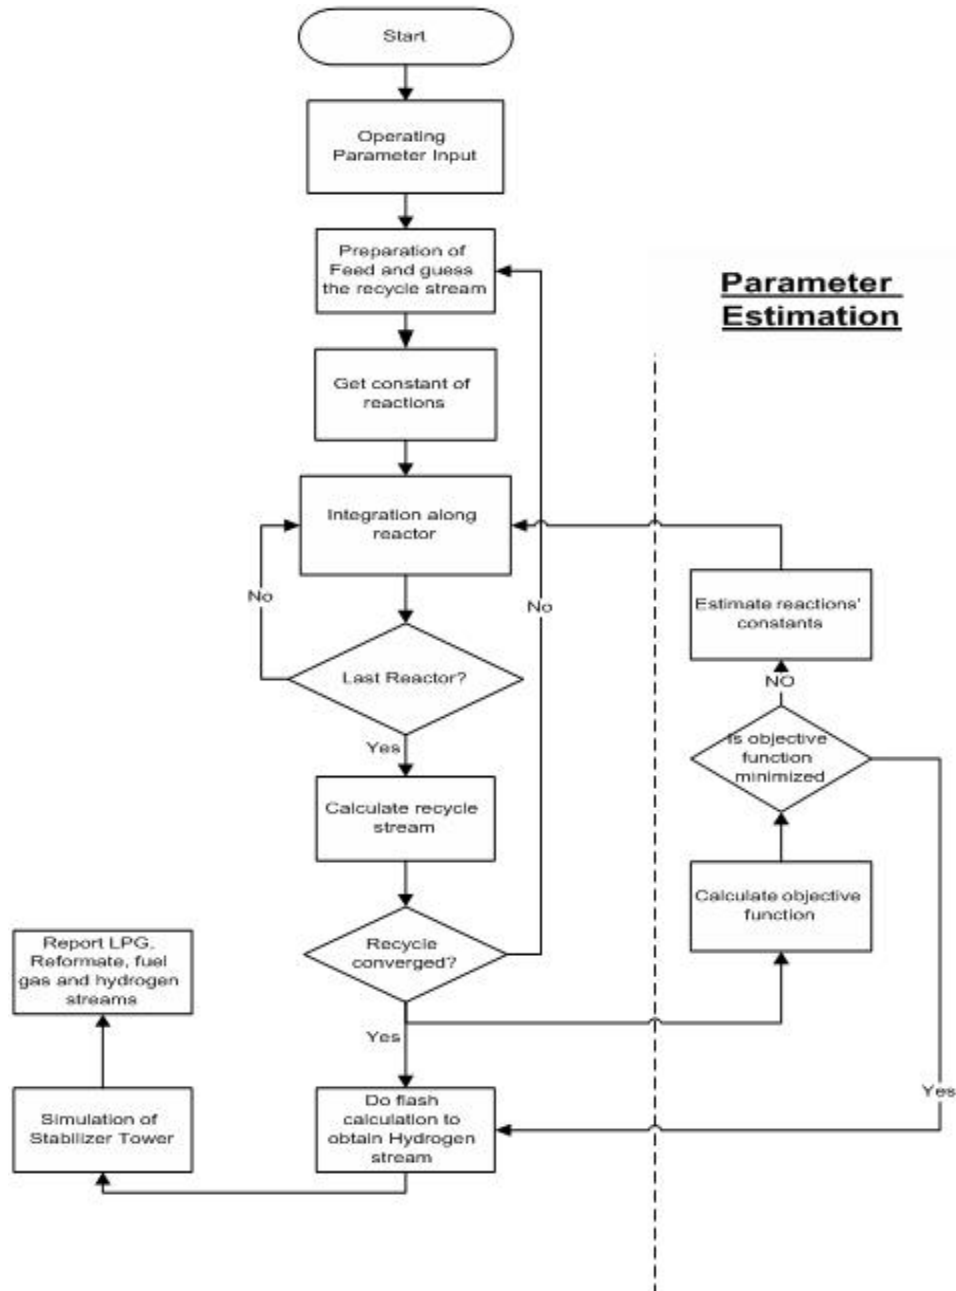 Start
Operating
Parameter Input
Preparation of
Feed and guess
the recycle stream
Parameter
Estimation
Get constant of
reactions
Integration along
reactor
No
No
Estimate reactions'
constants
Last Reactor?
NO
Yes
Is objective
function
minimized
Calculate recycle
stream
Calculate objective
function
Recycle
converged?
Report LPG,
Reformate, fuel
gas and hydrogen
streams
Yes
Yes
Do flash
calculation to
obtain Hydrogen
stream
Simulation of
Stabilizer Tower